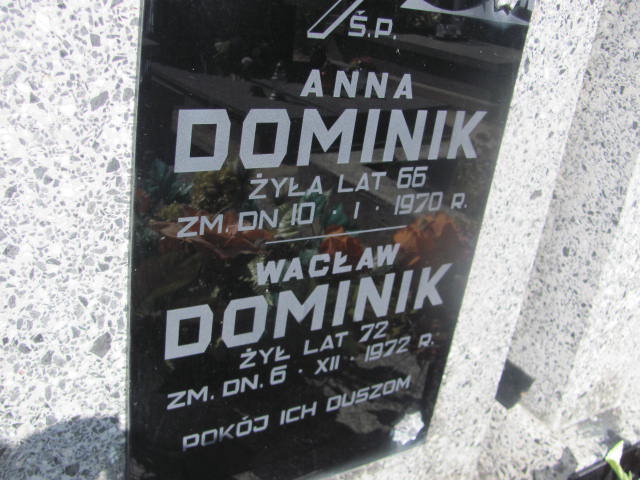 Ś.P.
ANNA
DOMINIK
ŻYŁA LAT 66
ZM. DN. 10 · I · 1970 R.
WACŁAW
DOMINIK
ŻYŁ LAT 72
ZM. DN. 6 · XII · 1972 R.
POKÓJ ICH DUSZOM